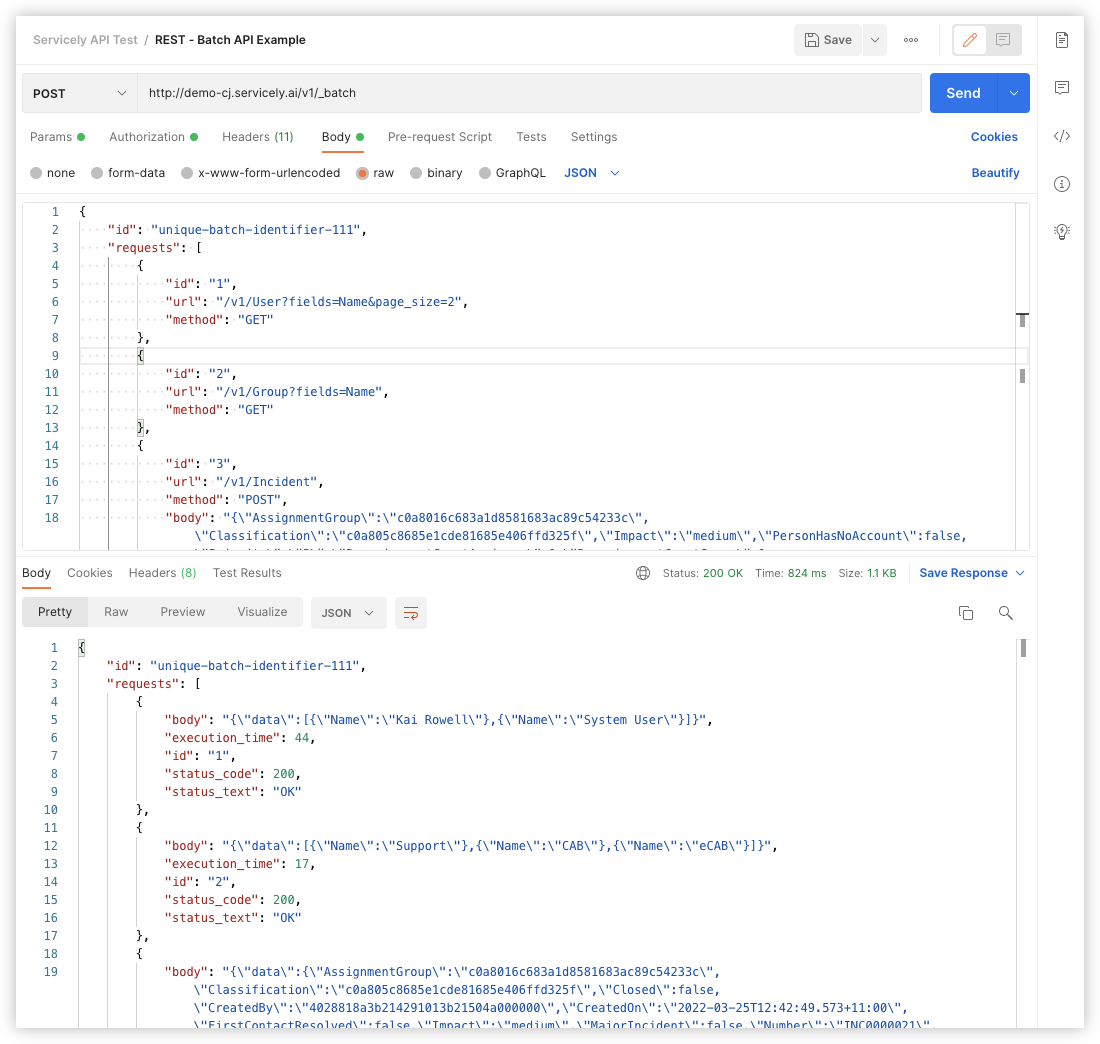 Servicely API Test / REST - Batch API Example
Save
POST http://demo-cj.servicely.ai/v1/_batch Send
Params Authorization Headers (11) Body Pre-request Script Tests Settings Cookies
none form-data x-www-form-urlencoded raw binary GraphQL JSON Beautify
1 {
2 "id": "unique-batch-identifier-111",
3 "requests": [
4 {
5 "id": "1",
6 "url": "/v1/User?fields=Name&page_size=2",
7 "method": "GET"
8 },
9 {
10 "id": "2",
11 "url": "/v1/Group?fields=Name",
12 "method": "GET"
13 },
14 {
15 "id": "3",
16 "url": "/v1/Incident",
17 "method": "POST",
18 "body": "{\"AssignmentGroup\":\"c0a8016c683a1d8581683ac89c54233c\",
\"Classification\":\"c0a805c8685e1cde81685e406ffd325f\",\"Impact\":\"medium\",\"PersonHasNoAccount\":false,
Body Cookies Headers (8) Test Results Status: 200 OK Time: 824 ms Size: 1.1 KB Save Response
Pretty Raw Preview Visualize JSON
1 {
2 "id": "unique-batch-identifier-111",
3 "requests": [
4 {
5 "body": "{\"data\":[{\"Name\":\"Kai Rowell\"},{\"Name\":\"System User\"}]}",
6 "execution_time": 44,
7 "id": "1",
8 "status_code": 200,
9 "status_text": "OK"
10 },
11 {
12 "body": "{\"data\":[{\"Name\":\"Support\"},{\"Name\":\"CAB\"},{\"Name\":\"eCAB\"}]}",
13 "execution_time": 17,
14 "id": "2",
15 "status_code": 200,
16 "status_text": "OK"
17 },
18 {
19 "body": "{\"data\":{\"AssignmentGroup\":\"c0a8016c683a1d8581683ac89c54233c\",
\"Classification\":\"c0a805c8685e1cde81685e406ffd325f\",\"Closed\":false,
\"CreatedBy\":\"4028818a3b214291013b21504a000000\",\"CreatedOn\":\"2022-03-25T12:42:49.573+11:00\",
\"FirstContactResolved\":false,\"Impact\":\"medium\",\"MajorIncident\":false,\"Number\":\"INC0000021\",